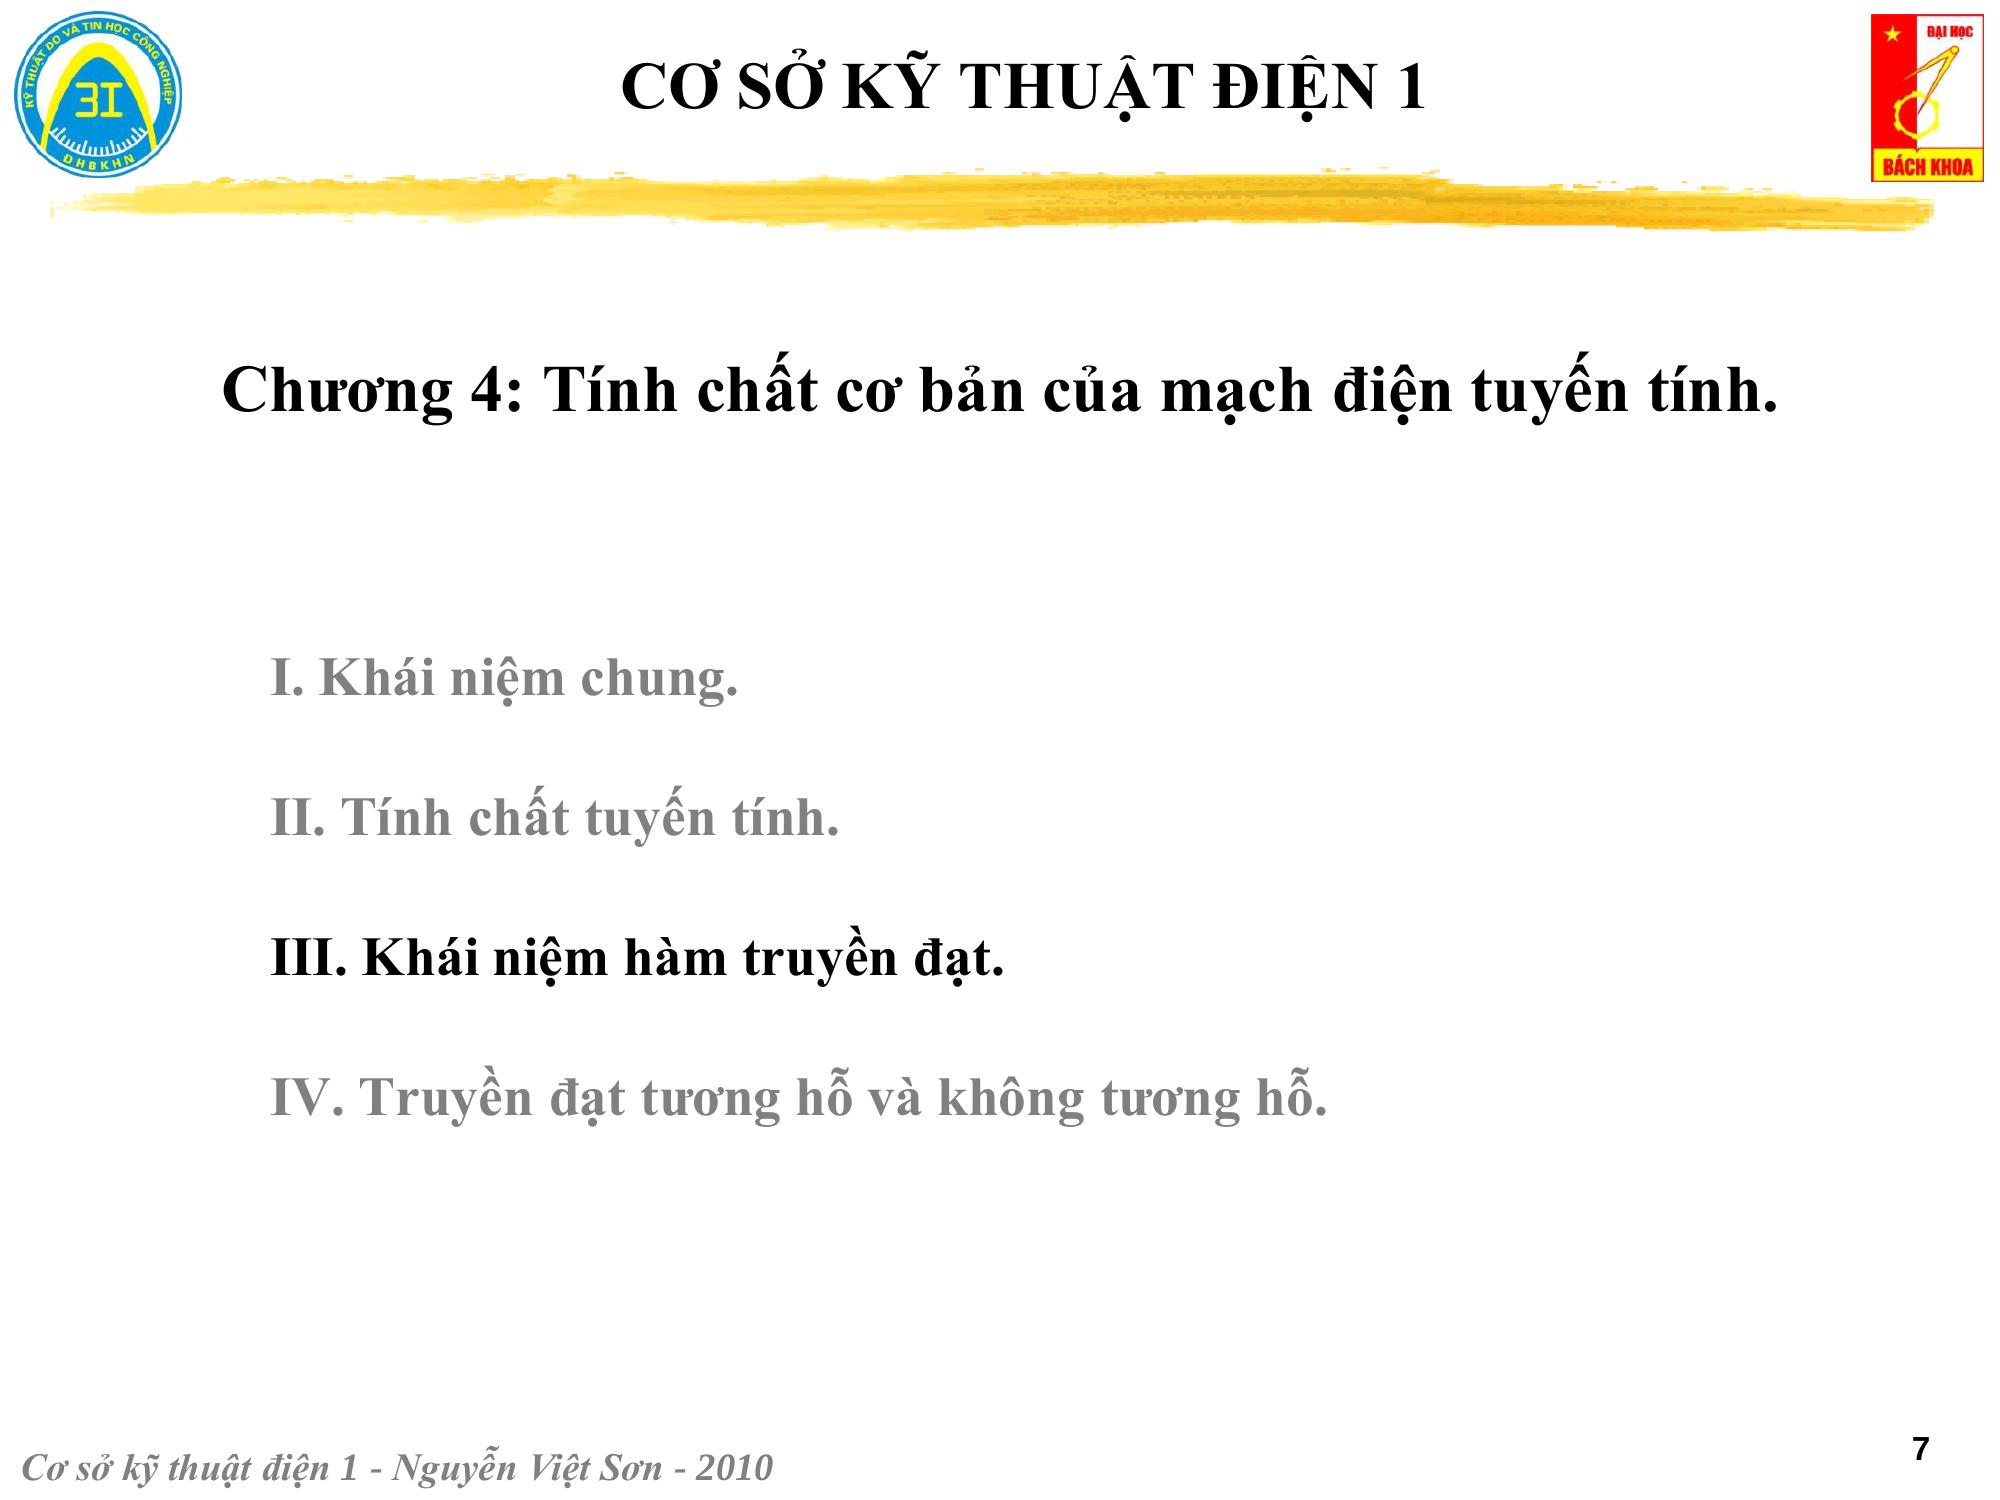 KỸ THUẬT ĐO VÀ TIN HỌC CÔNG NGHIỆP
3I
ĐHBKHN
CƠ SỞ KỸ THUẬT ĐIỆN 1
ĐẠI HỌC
BÁCH KHOA
Chương 4: Tính chất cơ bản của mạch điện tuyến tính.
I. Khái niệm chung.
II. Tính chất tuyến tính.
III. Khái niệm hàm truyền đạt.
IV. Truyền đạt tương hỗ và không tương hỗ.
Cơ sở kỹ thuật điện 1 - Nguyễn Việt Sơn - 2010
7